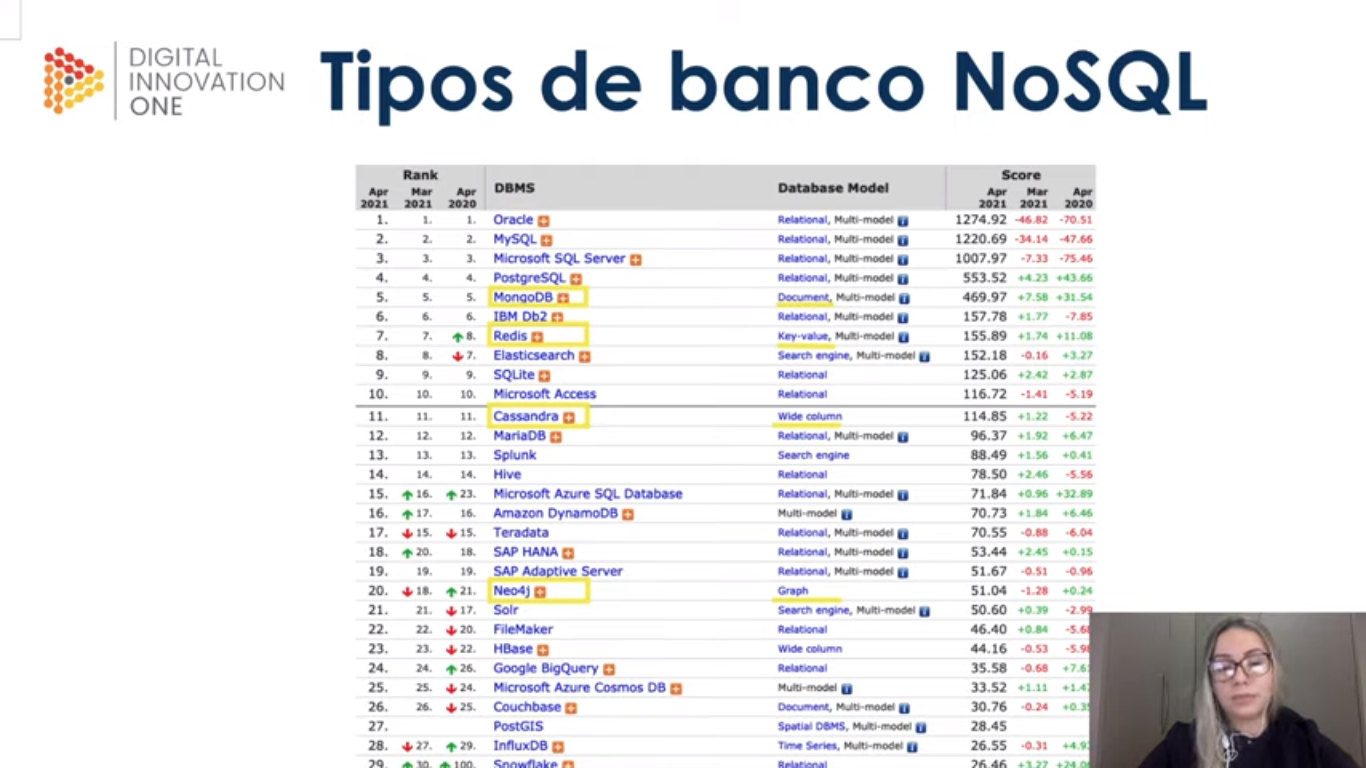 DIGITAL
INNOVATION
ONE
Tipos de banco NoSQL
Rank Score
Apr 2021 Mar 2021 Apr 2020 DBMS Database Model Apr 2021 Mar 2021 Apr 2020
1. 1. 1. Oracle Relational, Multi-model 1274.92 -46.82 -70.51
2. 2. 2. MySQL Relational, Multi-model 1220.69 -34.14 -47.66
3. 3. 3. Microsoft SQL Server Relational, Multi-model 1007.97 -7.33 -75.46
4. 4. 4. PostgreSQL Relational, Multi-model 553.52 +4.23 +43.66
5. 5. 5. MongoDB Document, Multi-model 469.97 +7.58 +31.54
6. 6. 6. IBM Db2 Relational, Multi-model 157.78 +1.77 -7.85
7. 7. 8. Redis Key-value, Multi-model 155.89 +1.74 +11.08
8. 8. 7. Elasticsearch Search engine, Multi-model 152.18 -0.16 +3.27
9. 9. 9. SQLite Relational 125.06 +2.42 +2.87
10. 10. 10. Microsoft Access Relational 116.72 -1.41 -5.19
11. 11. 11. Cassandra Wide column 114.85 +1.22 -5.22
12. 12. 12. MariaDB Relational, Multi-model 96.37 +1.92 +6.47
13. 13. 13. Splunk Search engine 88.49 +1.56 +0.41
14. 14. 14. Hive Relational 78.50 +2.46 -5.56
15. 16. 23. Microsoft Azure SQL Database Relational, Multi-model 71.84 +0.96 +32.89
16. 17. 16. Amazon DynamoDB Multi-model 70.73 +1.84 +6.46
17. 15. 15. Teradata Relational, Multi-model 70.55 -0.88 -6.04
18. 20. 18. SAP HANA Relational, Multi-model 53.44 +2.45 +0.15
19. 19. 19. SAP Adaptive Server Relational, Multi-model 51.67 -0.51 -0.96
20. 18. 21. Neo4j Graph 51.04 -1.28 +0.24
21. 21. 17. Solr Search engine, Multi-model 50.60 +0.39 -2.99
22. 22. 20. FileMaker Relational 46.40 +0.84
23. 23. 22. HBase Wide column 44.16 -0.53
24. 24. 26. Google BigQuery Relational 35.58 -0.68
25. 25. 24. Microsoft Azure Cosmos DB Multi-model 33.52 +1.11
26. 26. 25. Couchbase Document, Multi-model 30.76 -0.24
27. PostGIS Spatial DBMS, Multi-model 28.45
28. 27. 29. InfluxDB Time Series, Multi-model 26.55 -0.31
29. 30. 100. Snowflake Relational 26.46 +3.27